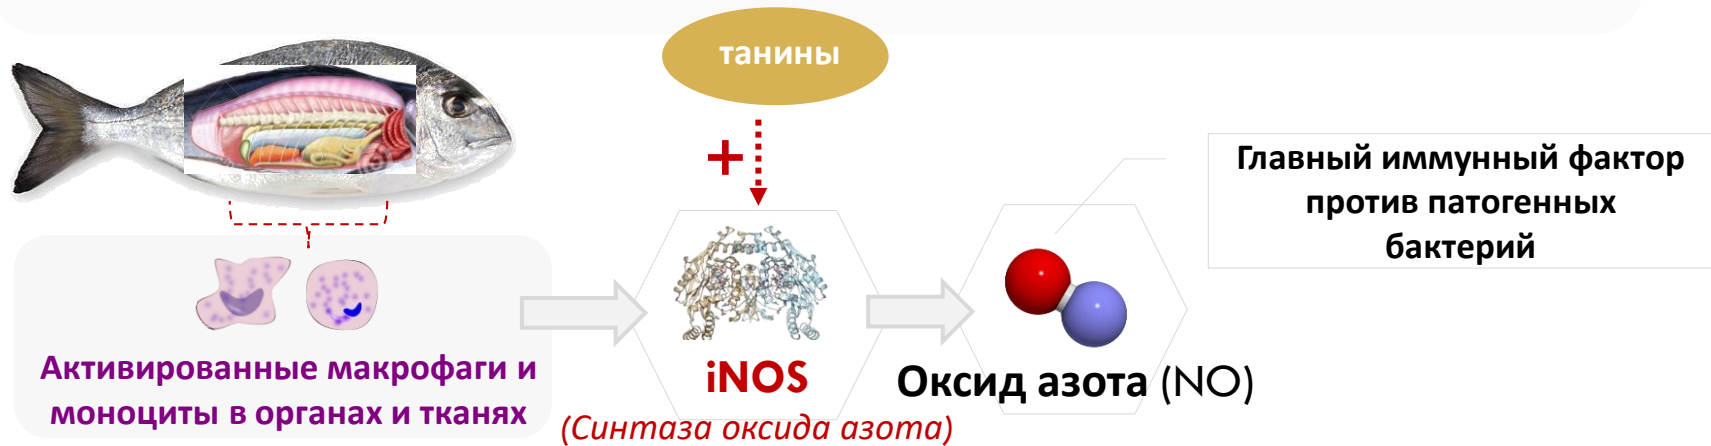 танины
+
Главный иммунный фактор
против патогенных
бактерий
Активированные макрофаги и
моноциты в органах и тканях
iNOS
(Синтаза оксида азота)
Оксид азота (NO)